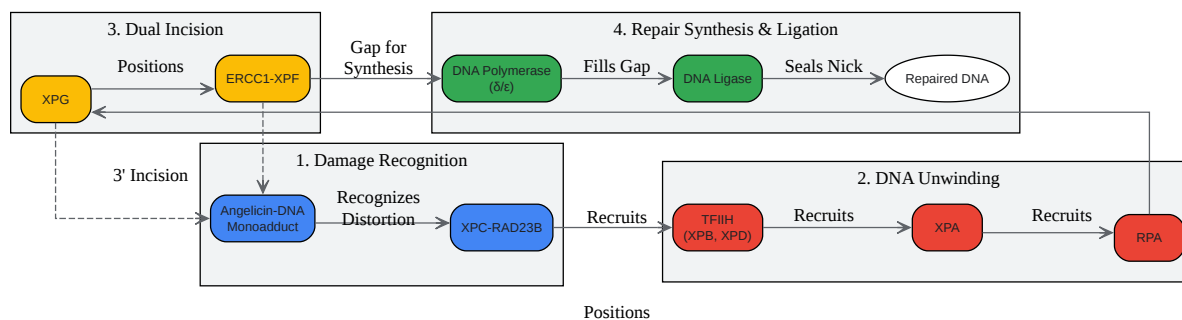 3. Dual Incision
Positions
XPG
ERCC1-XPF
Gap for
Synthesis
4. Repair Synthesis & Ligation
DNA Polymerase
(δ/ε)
Fills Gap
DNA Ligase
Seals Nick
Repaired DNA
3' Incision
1. Damage Recognition
Angelicin-DNA
Monoadduct
Recognizes
Distortion
XPC-RAD23B
Recruits
2. DNA Unwinding
TFIIH
(XPB, XPD)
Recruits
XPA
Recruits
RPA
Positions